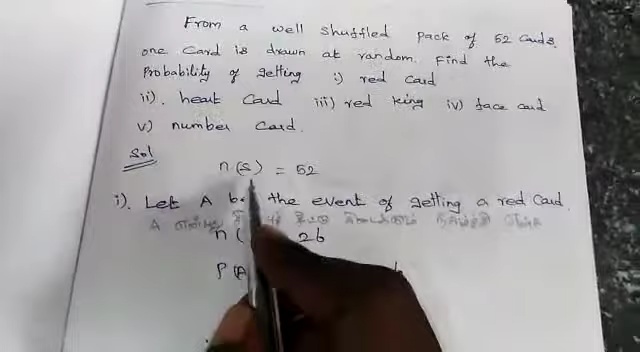 From a well shuffled pack of 52 Cards.
one Card is drawn at random. Find the
Probability of getting i) red Card
ii). heart Card iii) red king iv) face card
v) number Card.
Sol
n(S) = 52
i). Let A be the event of getting a red Card.
A என்பது
n( 26
P(A